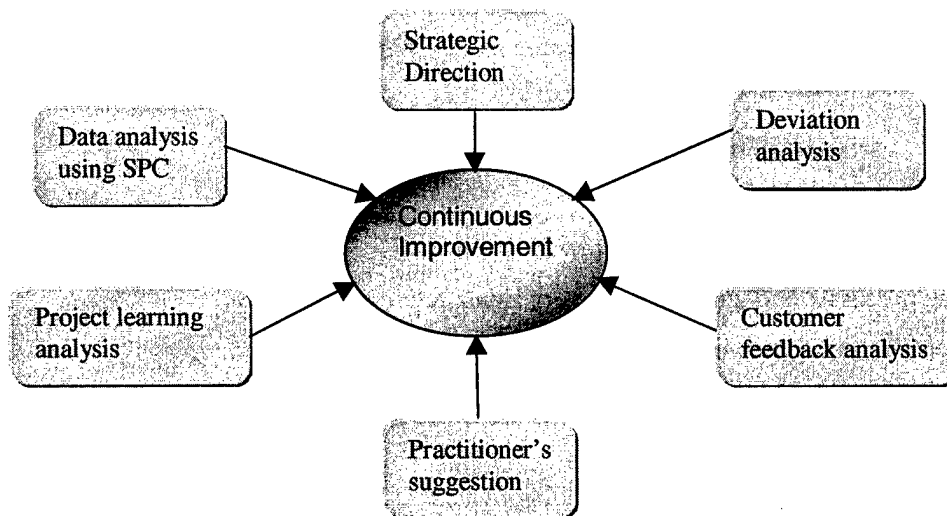 Strategic
Direction
Data analysis
using SPC
Deviation
analysis
Continuous
Improvement
Project learning
analysis
Customer
feedback analysis
Practitioner's
suggestion